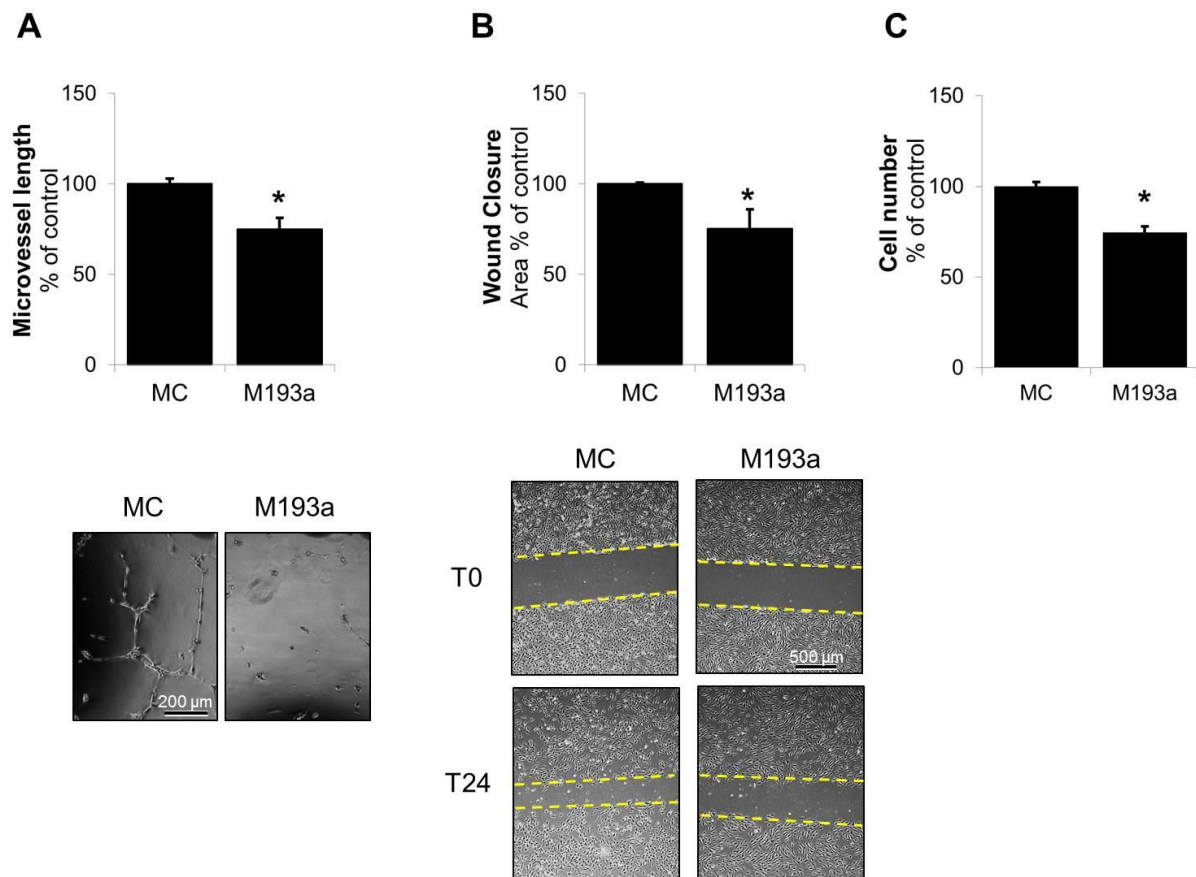 A
150
100
50
0
Microvessel length
% of control
*
MC M193a
MC M193a
200 µm
B
150
100
50
0
Wound Closure
Area % of control
*
MC M193a
MC M193a
T0
500 µm
T24
C
150
100
50
0
Cell number
% of control
*
MC M193a